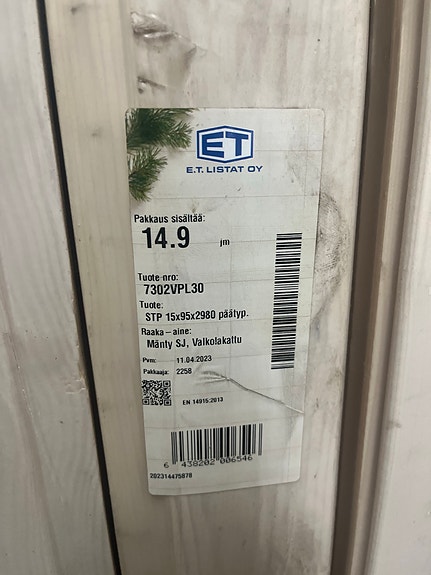 ET
E.T. LISTAT OY
Pakkaus sisältää:
14.9 jm
Tuote-nro:
7302VPL30
Tuote:
STP 15x95x2980 päätyp.
Raaka-aine:
Mänty SJ, Valkolakattu
Pvm: 11.04.2023
Pakkaaja: 2258
EN 14915:2013
6 438202 006546
202314475878